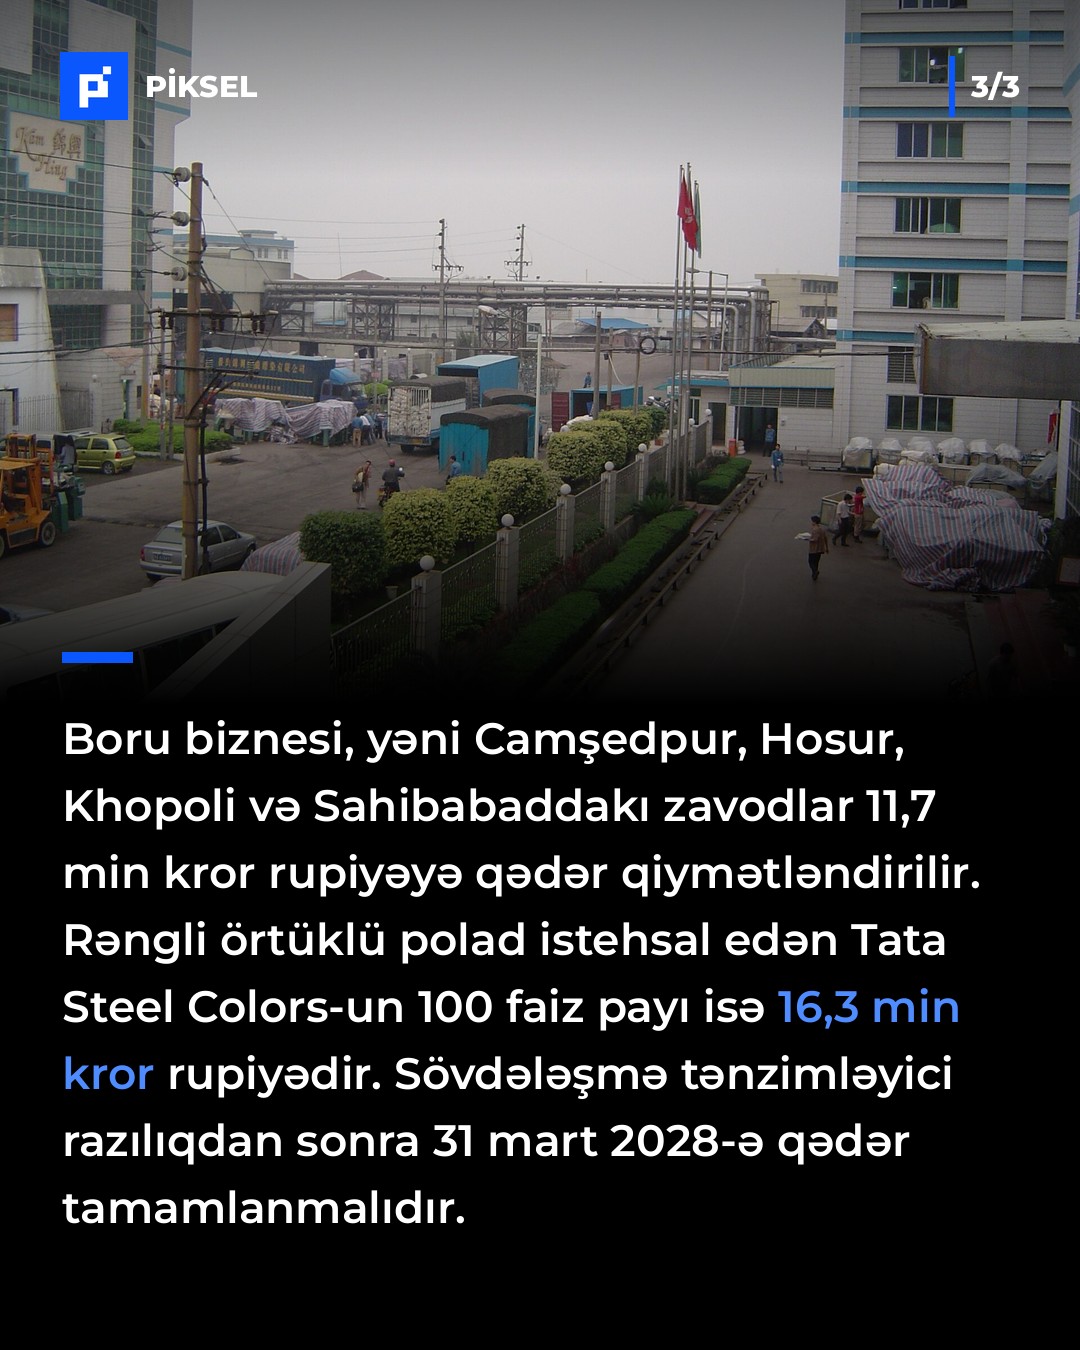 PİKSEL
3/3
Kam
Hing
Boru biznesi, yəni Camşedpur, Hosur,
Khopoli və Sahibabaddakı zavodlar 11,7
min kror rupiyəyə qədər qiymətləndirilir.
Rəngli örtüklü polad istehsal edən Tata
Steel Colors-un 100 faiz payı isə 16,3 min
kror rupiyədir. Sövdələşmə tənzimləyici
razılıqdan sonra 31 mart 2028-ə qədər
tamamlanmalıdır.